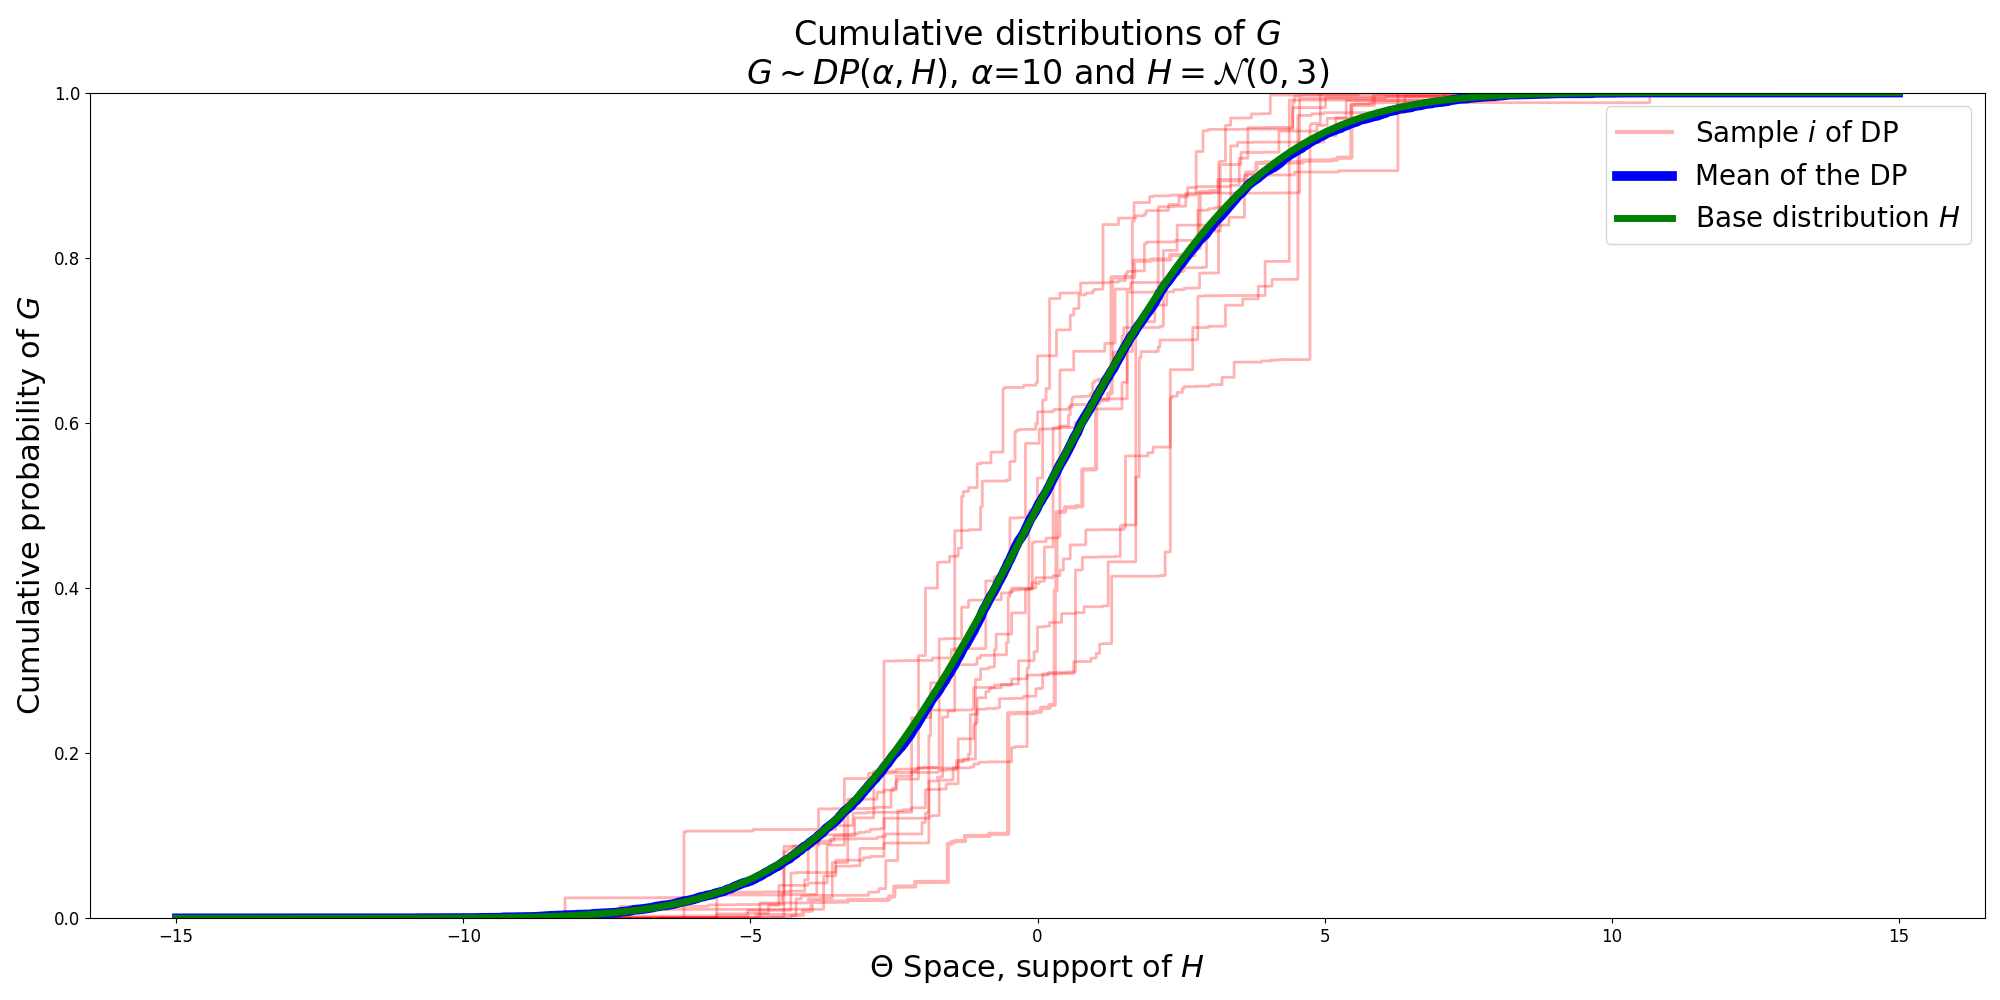 Cumulative distributions of G
G ∼ DP(α, H), α=10 and H = 𝒩(0, 3)
Cumulative probability of G
1.0
0.8
0.6
0.4
0.2
0.0
Sample i of DP
Mean of the DP
Base distribution H
−15
−10
−5
0
5
10
15
Θ Space, support of H